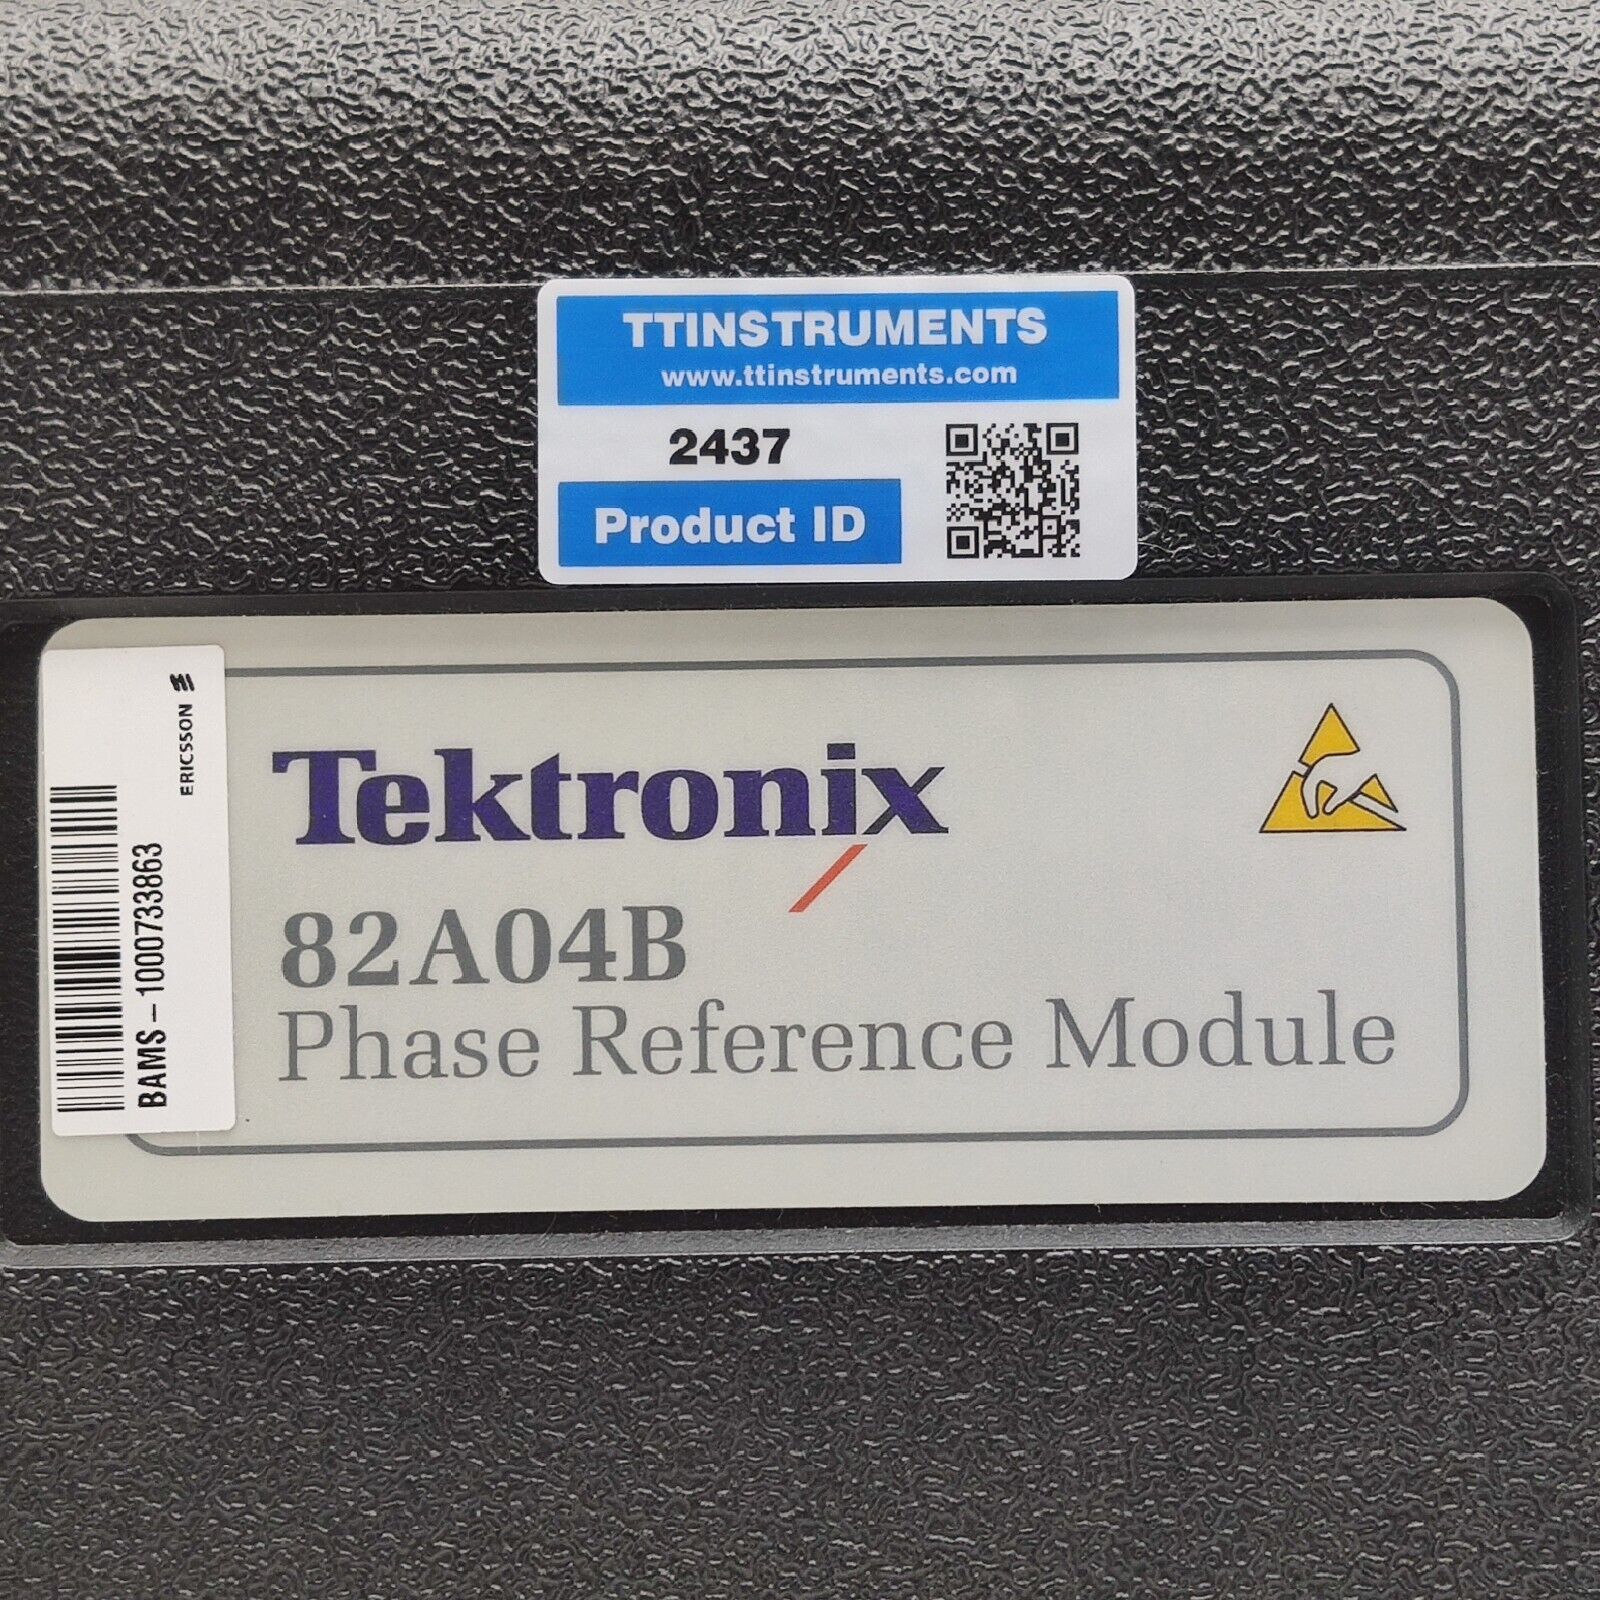 TTINSTRUMENTS
www.ttinstruments.com
2437
Product ID
ERICSSON
BAMS - 1000733863
Tektronix
82A04B
Phase Reference Module